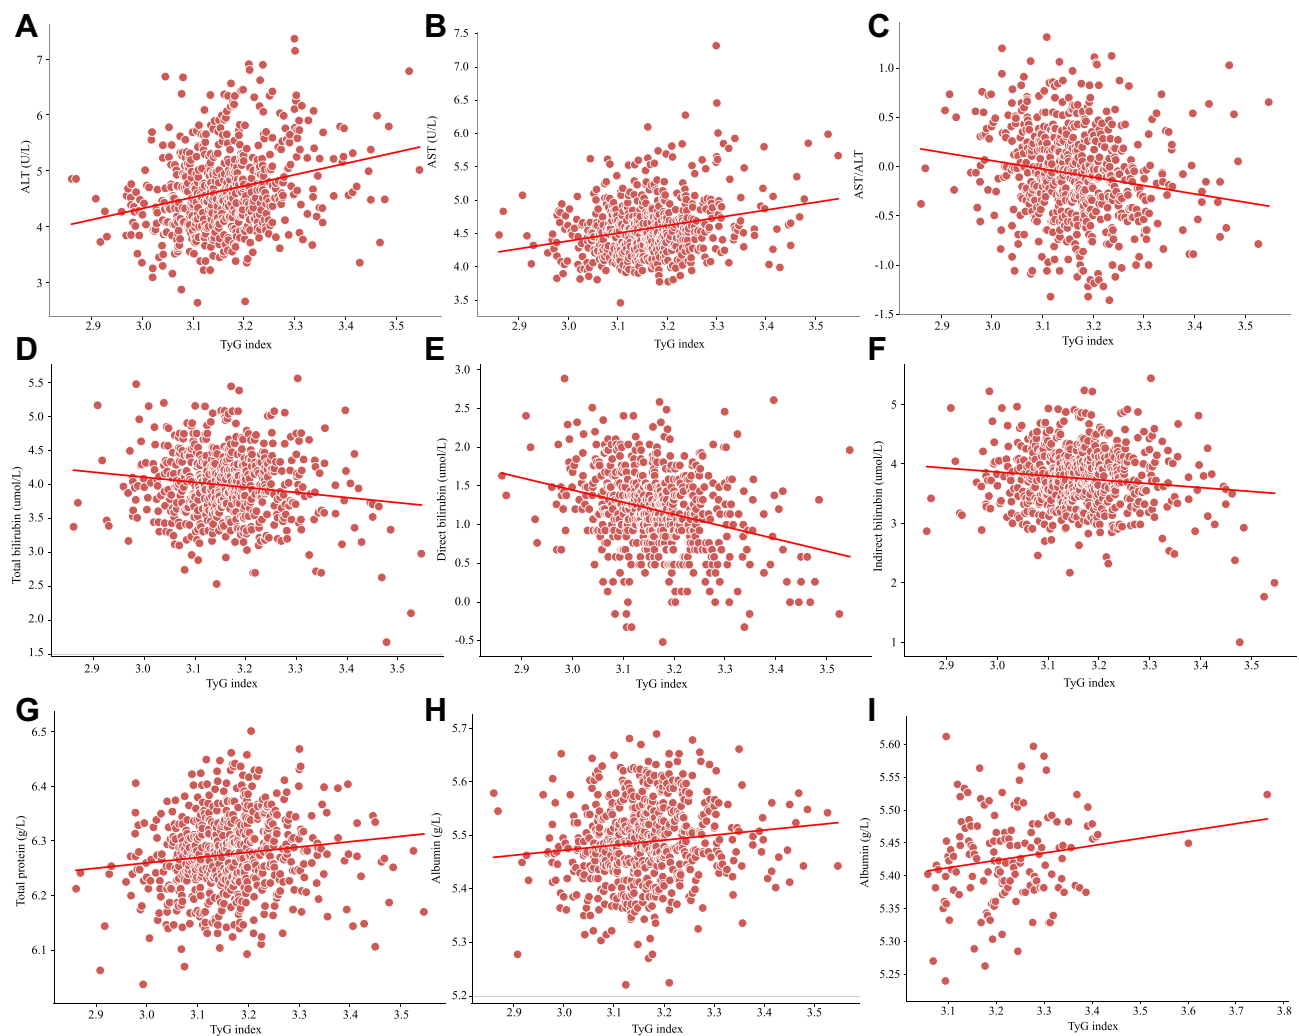 A
ALT (U/L)
7
6
5
4
3
2.9 3.0 3.1 3.2 3.3 3.4 3.5
TyG index
B
AST (U/L)
7.5
7.0
6.5
6.0
5.5
5.0
4.5
4.0
3.5
2.9 3.0 3.1 3.2 3.3 3.4 3.5
TyG index
C
AST/ALT
1.0
0.5
0.0
-0.5
-1.0
-1.5
2.9 3.0 3.1 3.2 3.3 3.4 3.5
TyG index
D
Total bilirubin (umol/L)
5.5
5.0
4.5
4.0
3.5
3.0
2.5
2.0
1.5
2.9 3.0 3.1 3.2 3.3 3.4 3.5
TyG index
E
Direct bilirubin (umol/L)
3.0
2.5
2.0
1.5
1.0
0.5
0.0
-0.5
2.9 3.0 3.1 3.2 3.3 3.4 3.5
TyG index
F
Indirect bilirubin (umol/L)
5
4
3
2
1
2.9 3.0 3.1 3.2 3.3 3.4 3.5
TyG index
G
Total protein (g/L)
6.5
6.4
6.3
6.2
6.1
2.9 3.0 3.1 3.2 3.3 3.4 3.5
TyG index
H
Albumin (g/L)
5.7
5.6
5.5
5.4
5.3
5.2
2.9 3.0 3.1 3.2 3.3 3.4 3.5
TyG index
I
Albumin (g/L)
5.60
5.50
5.45
5.40
5.35
5.30
5.25
3.1 3.2 3.3 3.4 3.5 3.6 3.7 3.8
TyG index